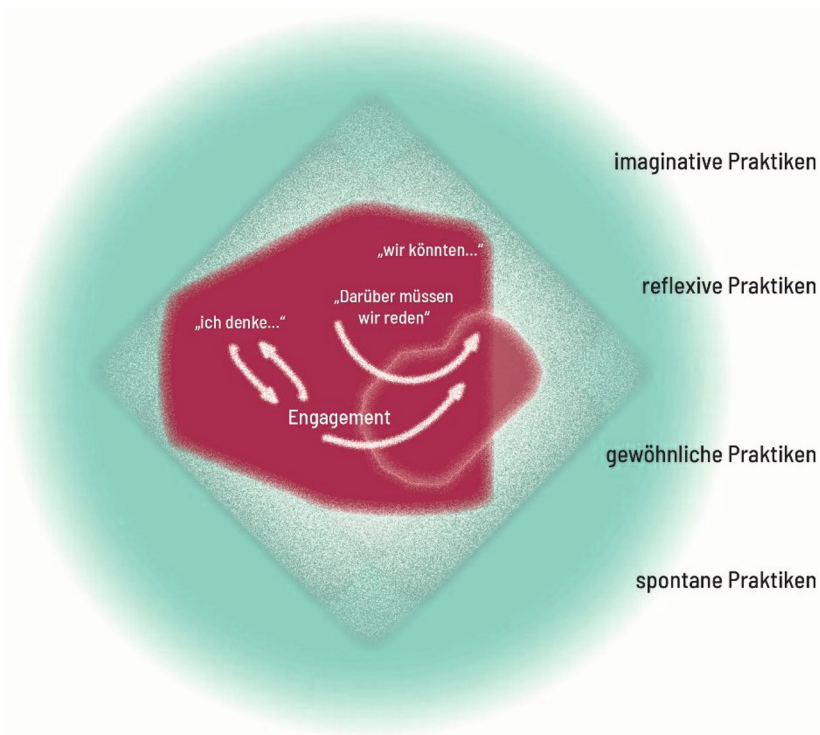 imaginative Praktiken
„wir könnten...“
reflexive Praktiken
„Darüber müssen
wir reden“
„ich denke...“
Engagement
gewöhnliche Praktiken
spontane Praktiken